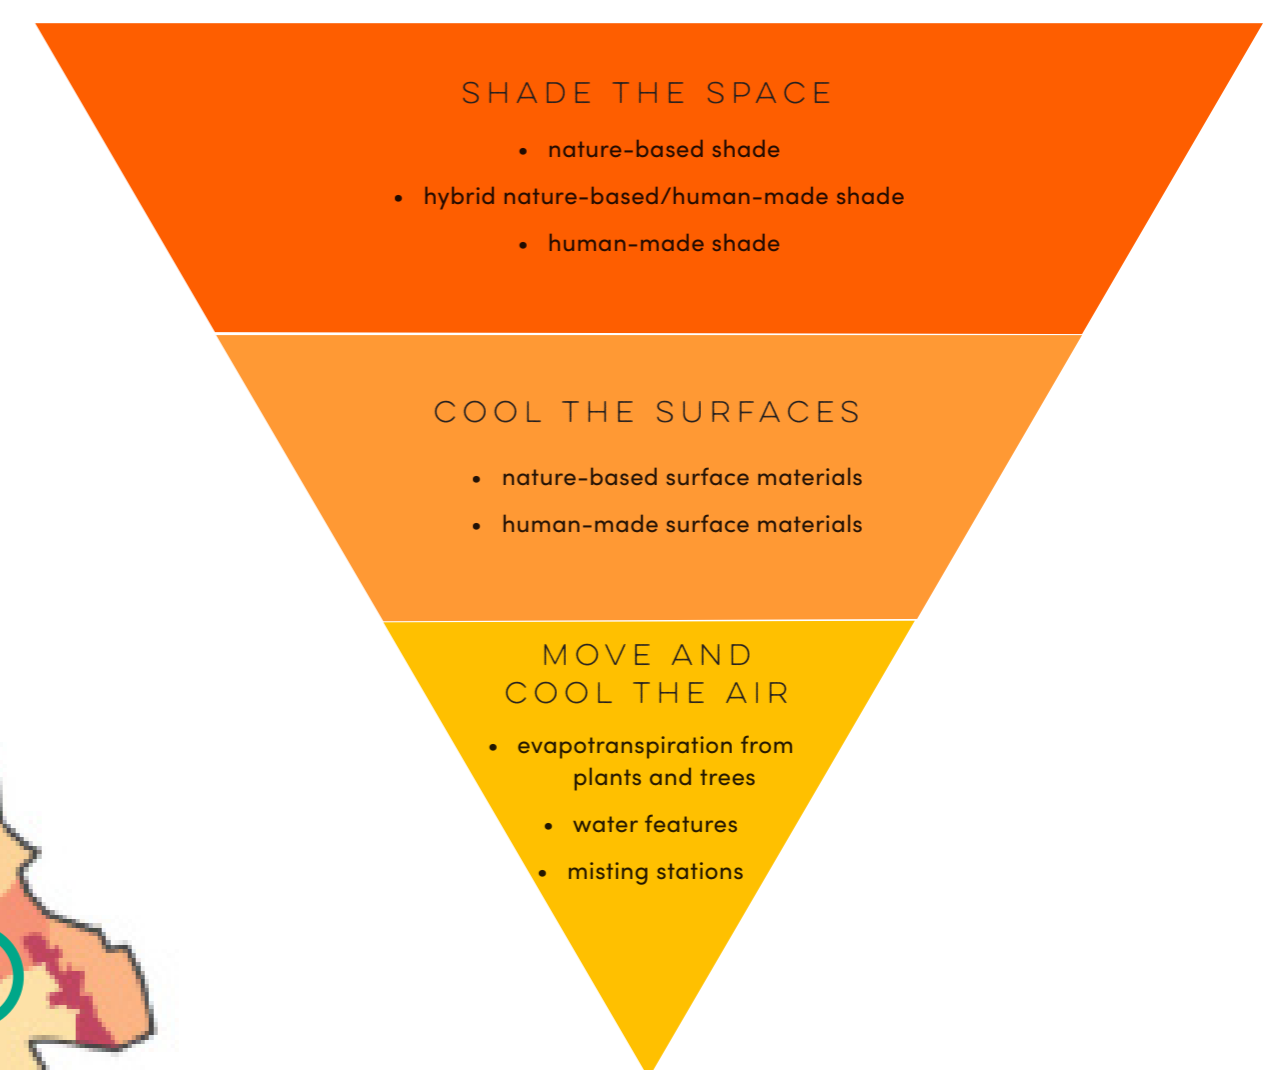 SHADE THE SPACE
• nature-based shade
• hybrid nature-based/human-made shade
• human-made shade
COOL THE SURFACES
• nature-based surface materials
• human-made surface materials
MOVE AND
COOL THE AIR
• evapotranspiration from
plants and trees
• water features
• misting stations